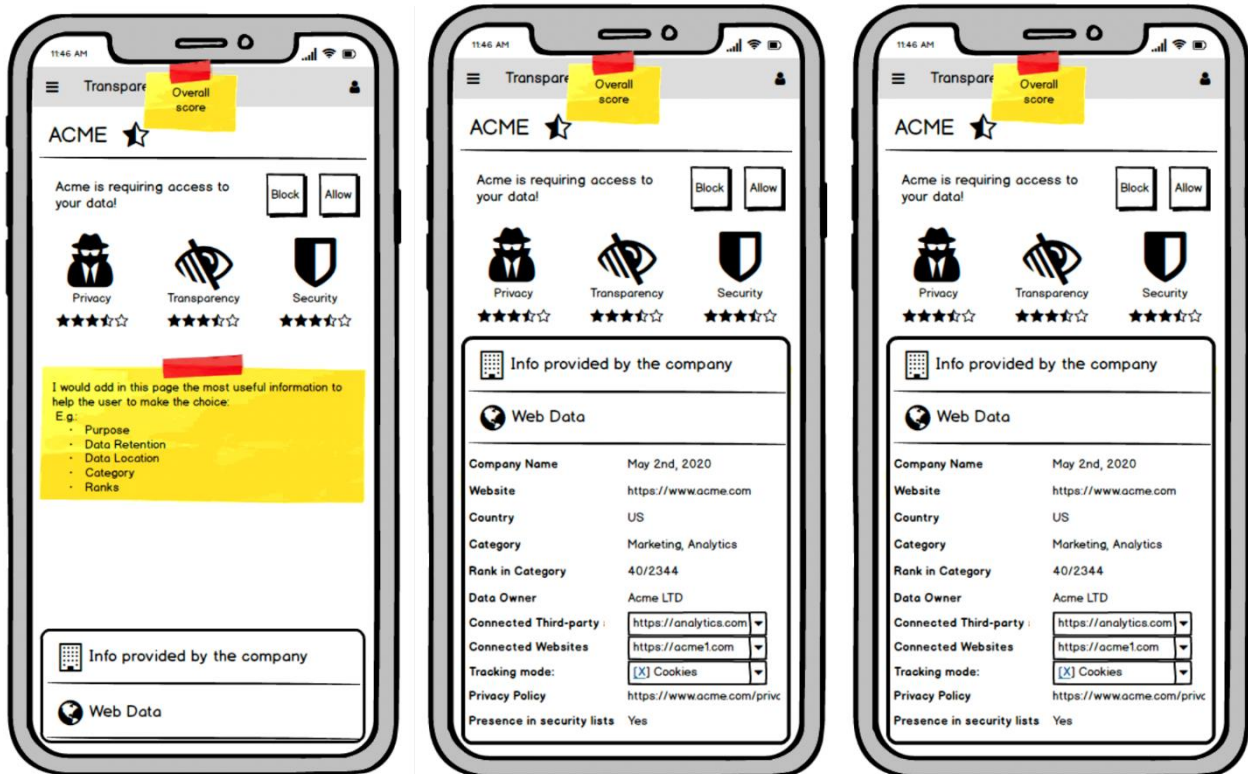 11:46 AM
Transpare
Overall
score
ACME
Acme is requiring access to
your data!
Block
Allow
Privacy
Transparency
Security
I would add in this page the most useful information to
help the user to make the choice:
E.g.:
· Purpose
· Data Retention
· Data Location
· Category
· Ranks
Info provided by the company
Web Data
11:46 AM
Transpare
Overall
score
ACME
Acme is requiring access to
your data!
Block
Allow
Privacy
Transparency
Security
Info provided by the company
Web Data
Company Name May 2nd, 2020
Website https://www.acme.com
Country US
Category Marketing, Analytics
Rank in Category 40/2344
Data Owner Acme LTD
Connected Third-party https://analytics.com
Connected Websites https://acme1.com
Tracking mode: [X] Cookies
Privacy Policy https://www.acme.com/priv
Presence in security lists Yes
11:46 AM
Transpare
Overall
score
ACME
Acme is requiring access to
your data!
Block
Allow
Privacy
Transparency
Security
Info provided by the company
Web Data
Company Name May 2nd, 2020
Website https://www.acme.com
Country US
Category Marketing, Analytics
Rank in Category 40/2344
Data Owner Acme LTD
Connected Third-party https://analytics.com
Connected Websites https://acme1.com
Tracking mode: [X] Cookies
Privacy Policy https://www.acme.com/priv
Presence in security lists Yes